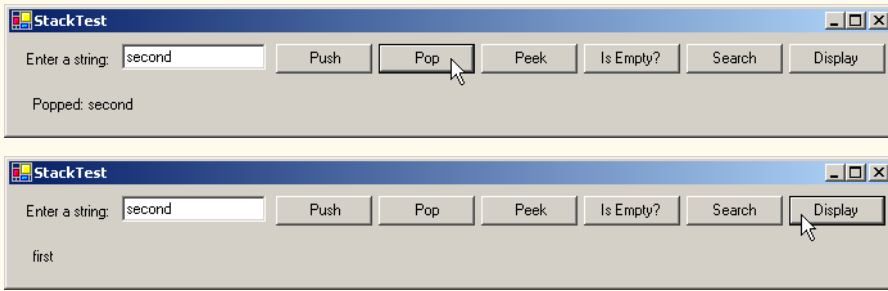 StackTest
Enter a string: second Push Pop Peek Is Empty? Search Display
Popped: second
StackTest
Enter a string: second Push Pop Peek Is Empty? Search Display
first